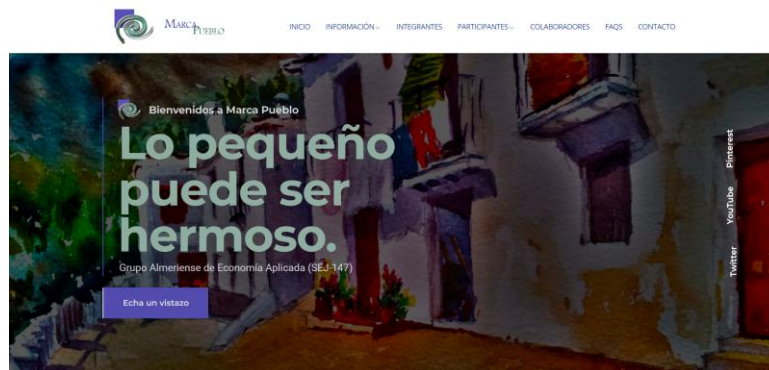 MARCA PUEBLO
INICIO INFORMACIÓN INTEGRANTES PARTICIPANTES COLABORADORES FAQS CONTACTO
Bienvenidos a Marca Pueblo
Lo pequeño
puede ser
hermoso.
Grupo Almeriense de Economía Aplicada (SEJ-147)
Echa un vistazo
Pinterest
YouTube
Twitter